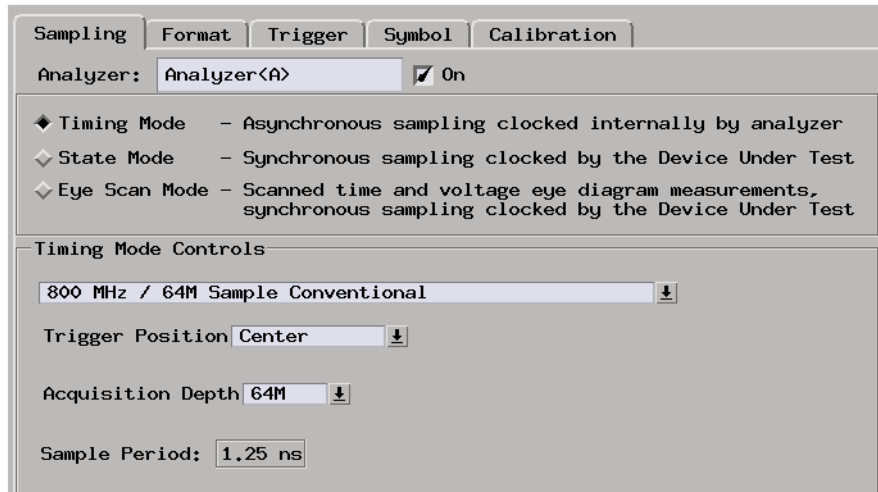 Sampling Format Trigger Symbol Calibration
Analyzer: Analyzer<A> On
Timing Mode - Asynchronous sampling clocked internally by analyzer
State Mode - Synchronous sampling clocked by the Device Under Test
Eye Scan Mode - Scanned time and voltage eye diagram measurements,
synchronous sampling clocked by the Device Under Test
Timing Mode Controls
800 MHz / 64M Sample Conventional
Trigger Position Center
Acquisition Depth 64M
Sample Period: 1.25 ns